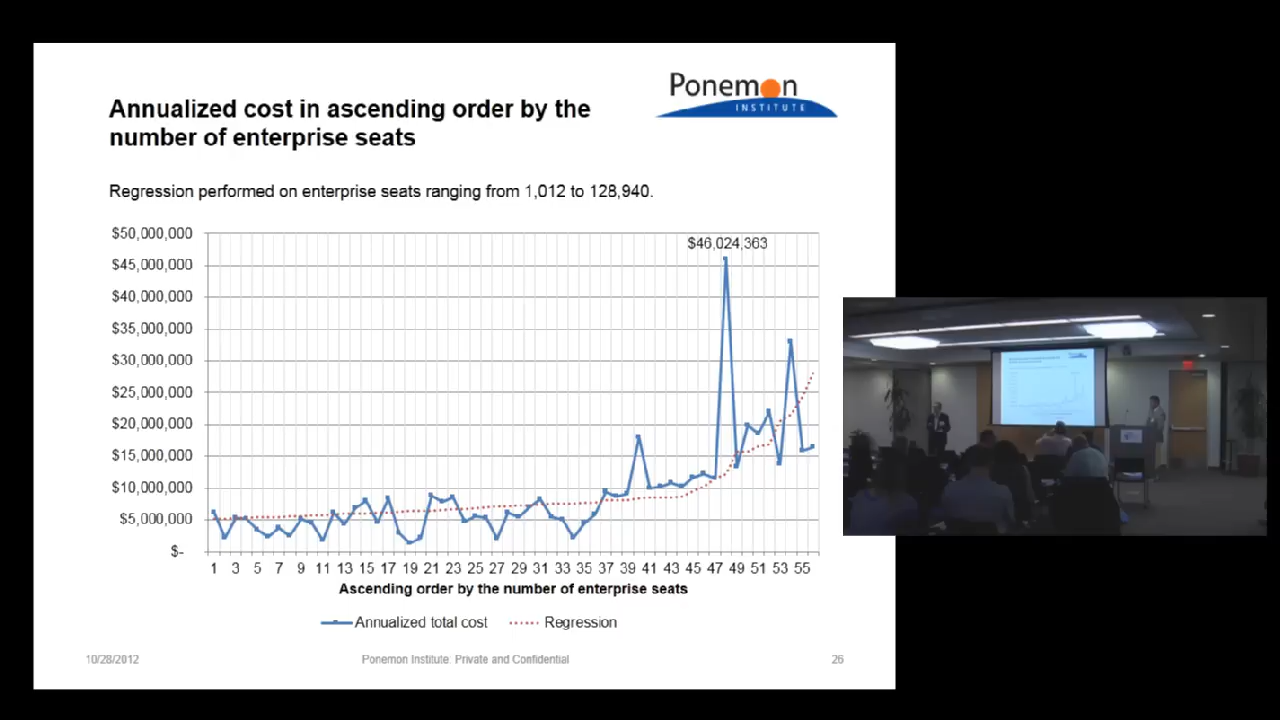 Annualized cost in ascending order by the
number of enterprise seats
Ponemon
INSTITUTE
Regression performed on enterprise seats ranging from 1,012 to 128,940.
$50,000,000
$46,024,363
$45,000,000
$40,000,000
$35,000,000
$30,000,000
$25,000,000
$20,000,000
$15,000,000
$10,000,000
$5,000,000
$-
1 3 5 7 9 11 13 15 17 19 21 23 25 27 29 31 33 35 37 39 41 43 45 47 49 51 53 55
Ascending order by the number of enterprise seats
Annualized total cost Regression
10/28/2012 Ponemon Institute: Private and Confidential 26